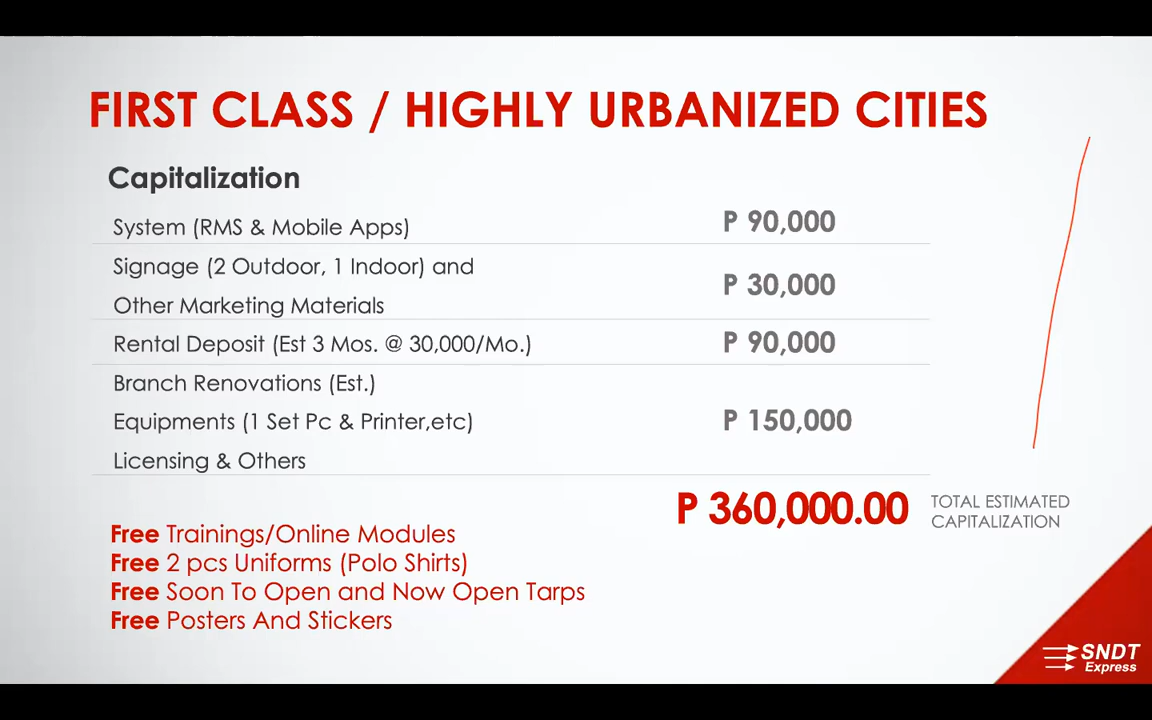 FIRST CLASS / HIGHLY URBANIZED CITIES
Capitalization
System (RMS & Mobile Apps) P 90,000
Signage (2 Outdoor, 1 Indoor) and
Other Marketing Materials P 30,000
Rental Deposit (Est 3 Mos. @ 30,000/Mo.) P 90,000
Branch Renovations (Est.)
Equipments (1 Set Pc & Printer,etc) P 150,000
Licensing & Others
P 360,000.00 TOTAL ESTIMATED
CAPITALIZATION
Free Trainings/Online Modules
Free 2 pcs Uniforms (Polo Shirts)
Free Soon To Open and Now Open Tarps
Free Posters And Stickers
SNDT
Express